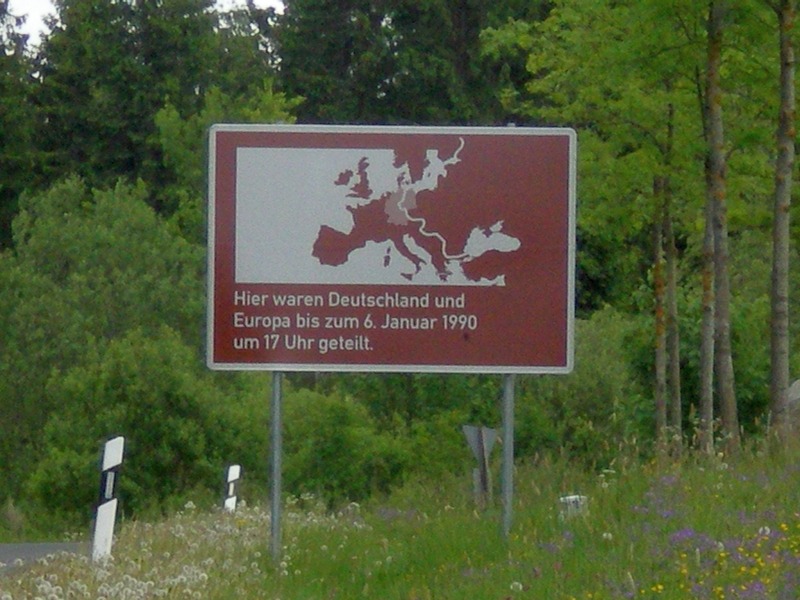 Hier waren Deutschland und
Europa bis zum 6. Januar 1990
um 17 Uhr geteilt.